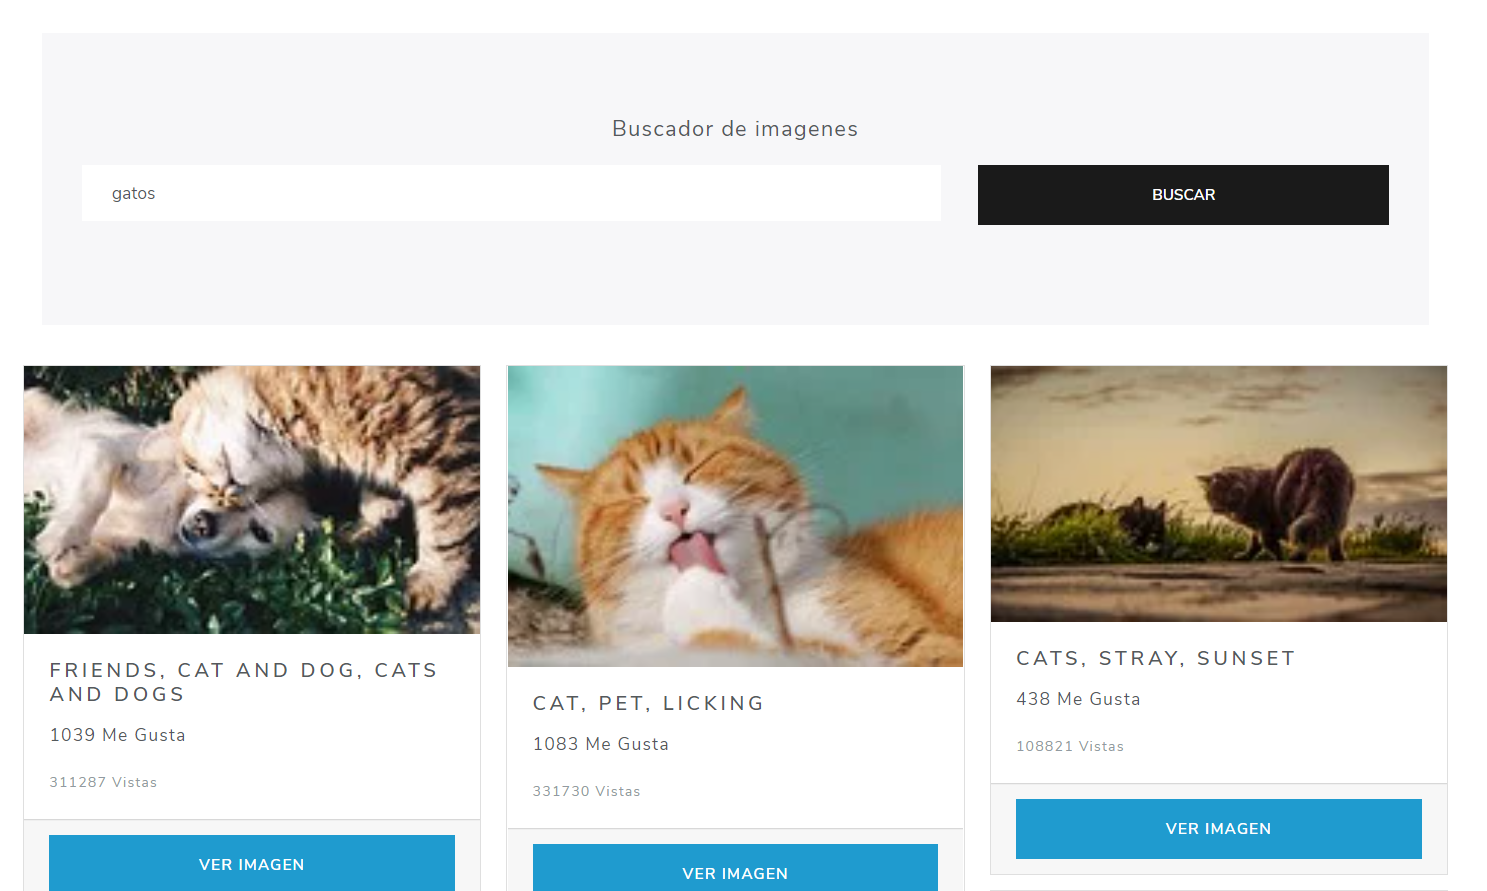 Buscador de imagenes
gatos
BUSCAR
FRIENDS, CAT AND DOG, CATS
AND DOGS
1039 Me Gusta
311287 Vistas
VER IMAGEN
CAT, PET, LICKING
1083 Me Gusta
331730 Vistas
VER IMAGEN
CATS, STRAY, SUNSET
438 Me Gusta
108821 Vistas
VER IMAGEN